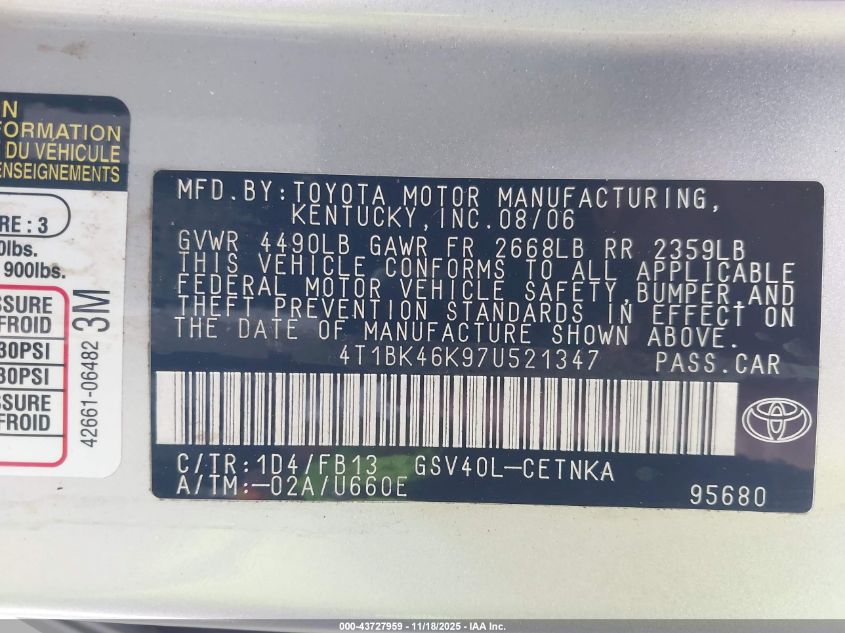 N
FORMATION
DU VÉHICULE
ENSEIGNEMENTS
RE : 3
0lbs.
900lbs.
SSURE
FROID
30PSI
30PSI
SSURE
FROID
42661-06482 3M
MFD.BY:TOYOTA MOTOR MANUFACTURING,
KENTUCKY,INC.08/06
GVWR 4490LB GAWR FR 2668LB RR 2359LB
THIS VEHICLE CONFORMS TO ALL APPLICABLE
FEDERAL MOTOR VEHICLE SAFETY,BUMPER,AND
THEFT PREVENTION STANDARDS IN EFFECT ON
THE DATE OF MANUFACTURE SHOWN ABOVE.
4T1BK46K97U521347 PASS.CAR
C/TR:1D4/FB13 GSV40L-CETNKA
A/TM:-02A/U660E 95680
000-43727959 — 11/18/2025 — IAA Inc.